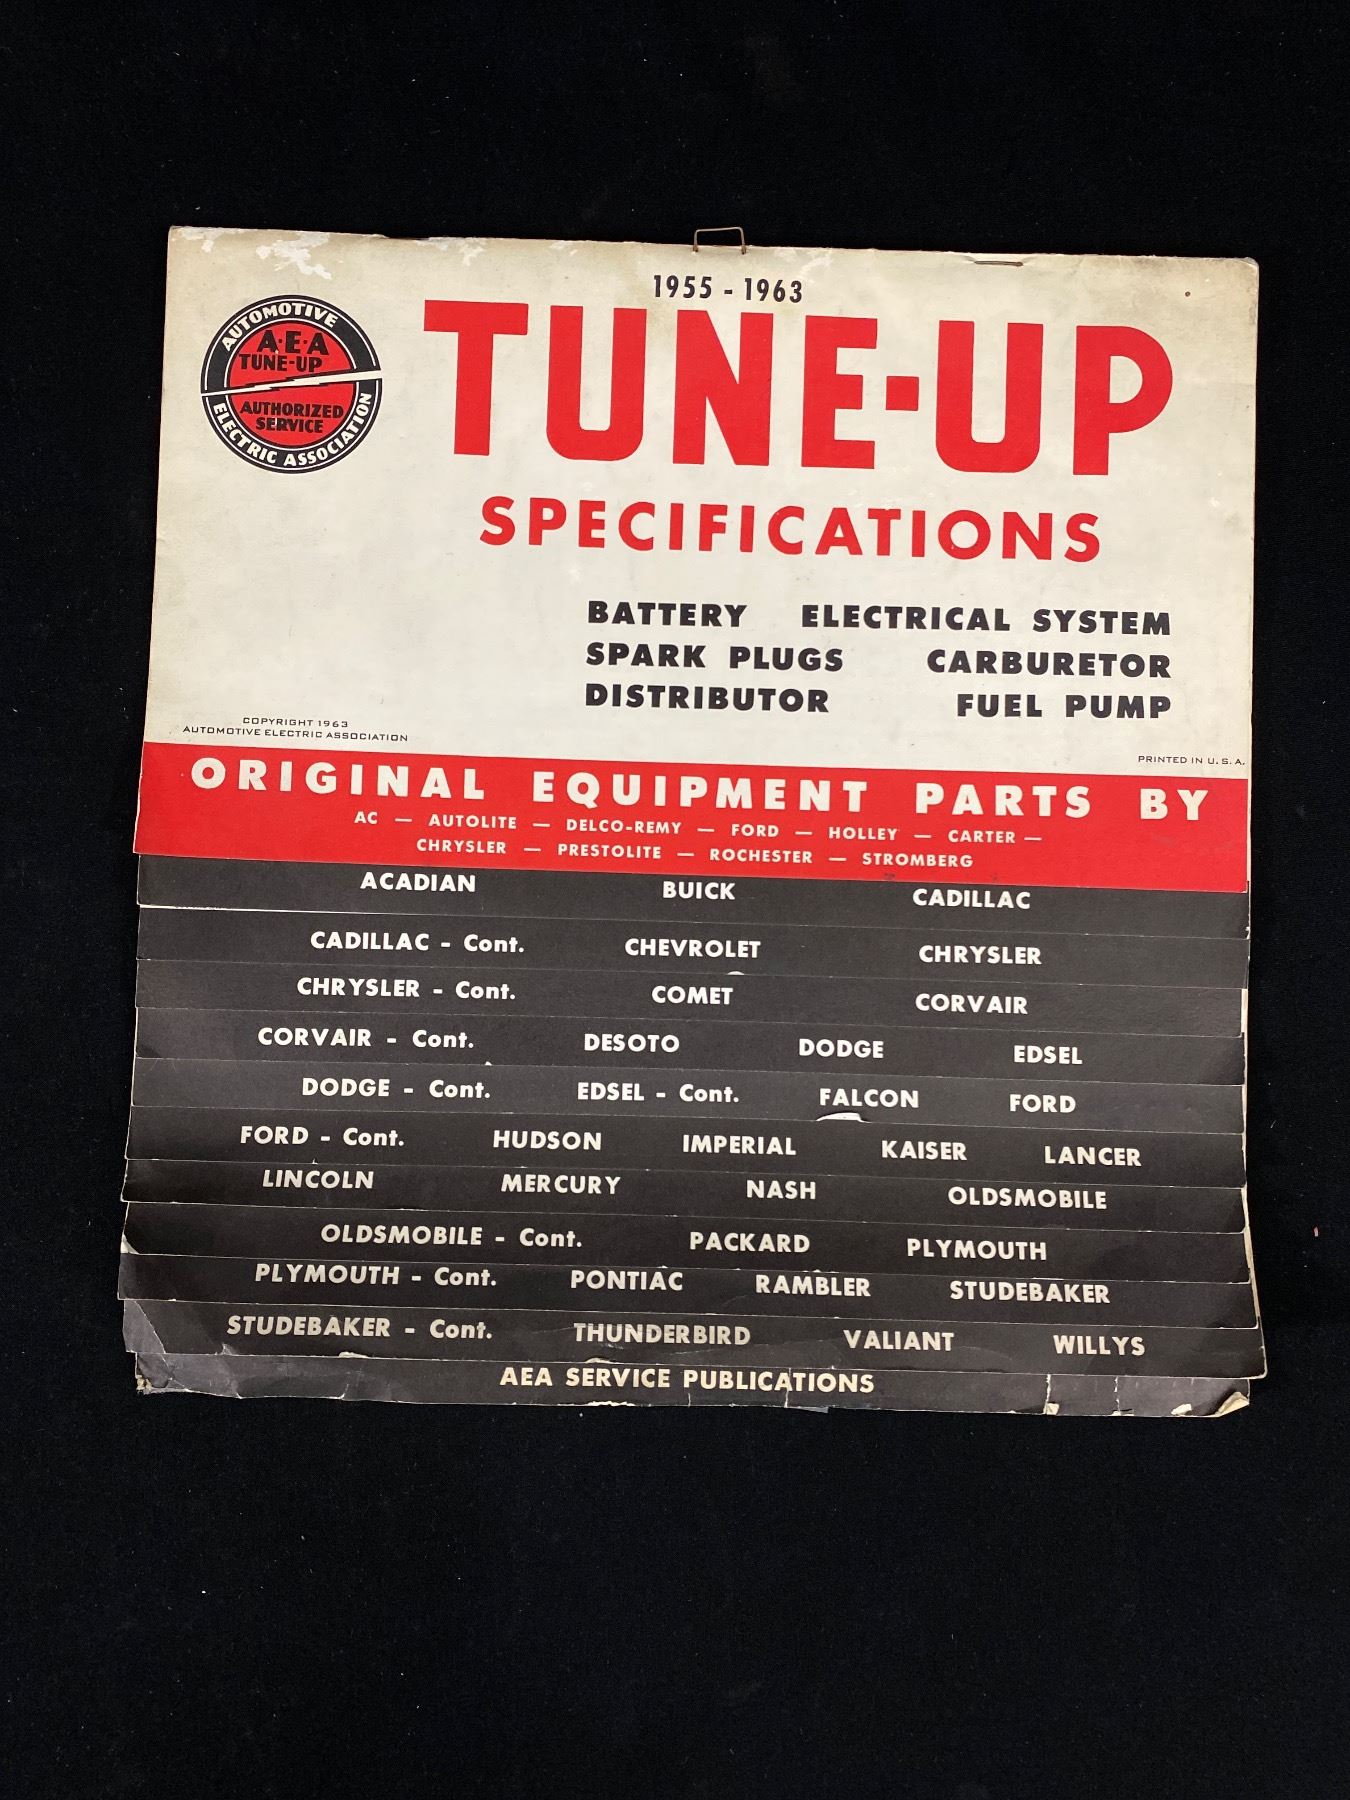 1955 - 1963
AUTOMOTIVE
A·E·A
TUNE-UP
AUTHORIZED
SERVICE
ELECTRIC ASSOCIATION
TUNE-UP
SPECIFICATIONS
BATTERY ELECTRICAL SYSTEM
SPARK PLUGS CARBURETOR
DISTRIBUTOR FUEL PUMP
COPYRIGHT 1963
AUTOMOTIVE ELECTRIC ASSOCIATION
PRINTED IN U.S.A.
ORIGINAL EQUIPMENT PARTS BY
AC — AUTOLITE — DELCO-REMY — FORD — HOLLEY — CARTER —
CHRYSLER — PRESTOLITE — ROCHESTER — STROMBERG
ACADIAN BUICK CADILLAC
CADILLAC - Cont. CHEVROLET CHRYSLER
CHRYSLER - Cont. COMET CORVAIR
CORVAIR - Cont. DESOTO DODGE EDSEL
DODGE - Cont. EDSEL - Cont. FALCON FORD
FORD - Cont. HUDSON IMPERIAL KAISER LANCER
LINCOLN MERCURY NASH OLDSMOBILE
OLDSMOBILE - Cont. PACKARD PLYMOUTH
PLYMOUTH - Cont. PONTIAC RAMBLER STUDEBAKER
STUDEBAKER - Cont. THUNDERBIRD VALIANT WILLYS
AEA SERVICE PUBLICATIONS